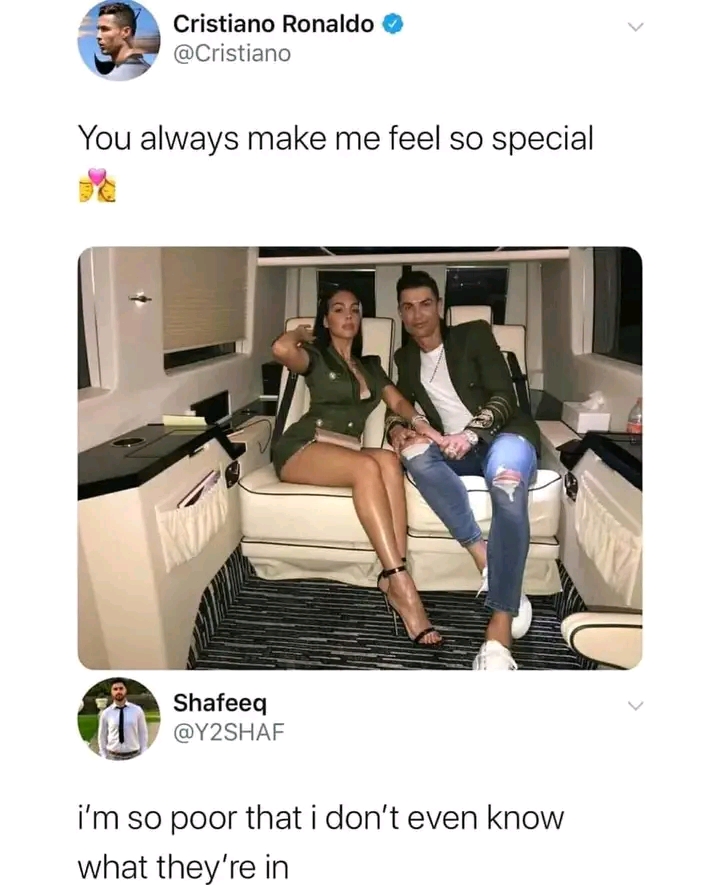 Cristiano Ronaldo
@Cristiano
You always make me feel so special
Shafeeq
@Y2SHAF
i'm so poor that i don't even know
what they're in